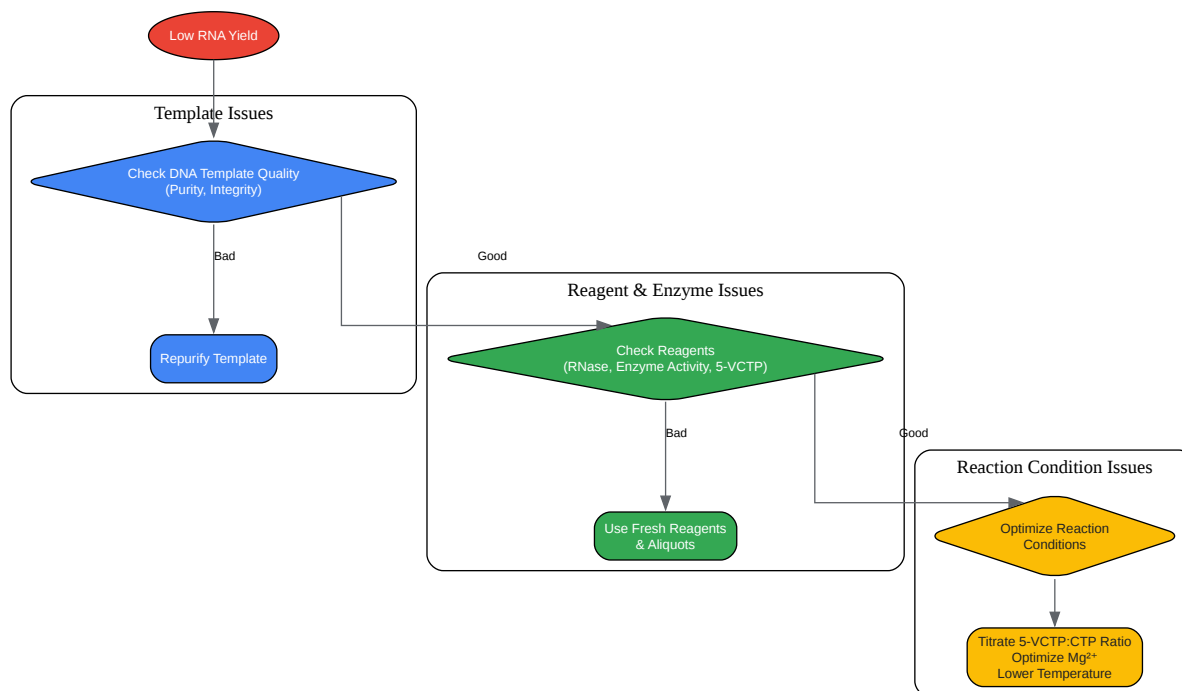 Low RNA Yield
Template Issues
Check DNA Template Quality
(Purity, Integrity)
Bad
Good
Repurify Template
Reagent & Enzyme Issues
Check Reagents
(RNase, Enzyme Activity, 5-VCTP)
Bad
Good
Use Fresh Reagents
& Aliquots
Reaction Condition Issues
Optimize Reaction
Conditions
Titrate 5-VCTP:CTP Ratio
Optimize Mg²⁺
Lower Temperature